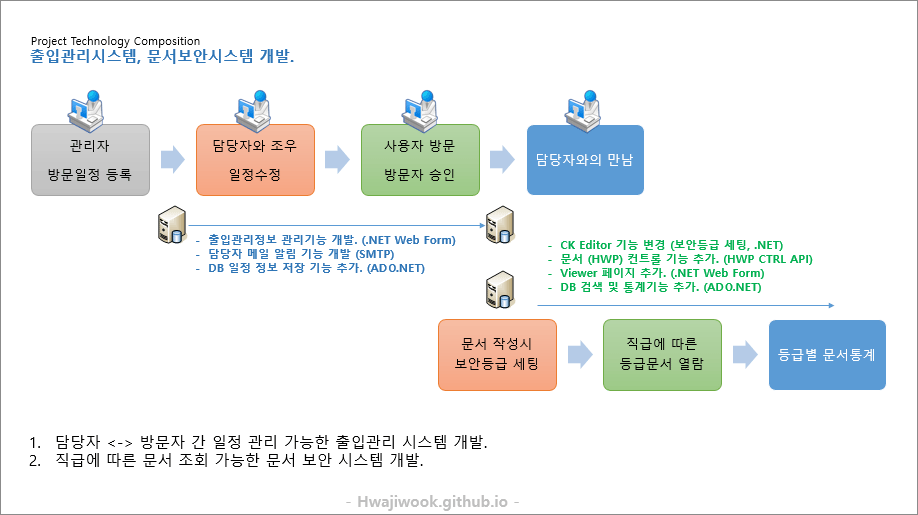 Project Technology Composition
출입관리시스템, 문서보안시스템 개발.
관리자
방문일정 등록
담당자와 조우
일정수정
사용자 방문
방문자 승인
담당자와의 만남
- 출입관리정보 관리기능 개발. (.NET Web Form)
- 담당자 메일 알림 기능 개발 (SMTP)
- DB 일정 정보 저장 기능 추가. (ADO.NET)
- CK Editor 기능 변경 (보안등급 세팅, .NET)
- 문서 (HWP) 컨트롤 기능 추가. (HWP CTRL API)
- Viewer 페이지 추가. (.NET Web Form)
- DB 검색 및 통계기능 추가. (ADO.NET)
문서 작성시
보안등급 세팅
직급에 따른
등급문서 열람
등급별 문서통계
1. 담당자 <-> 방문자 간 일정 관리 가능한 출입관리 시스템 개발.
2. 직급에 따른 문서 조회 가능한 문서 보안 시스템 개발.
- Hwajiwook.github.io -